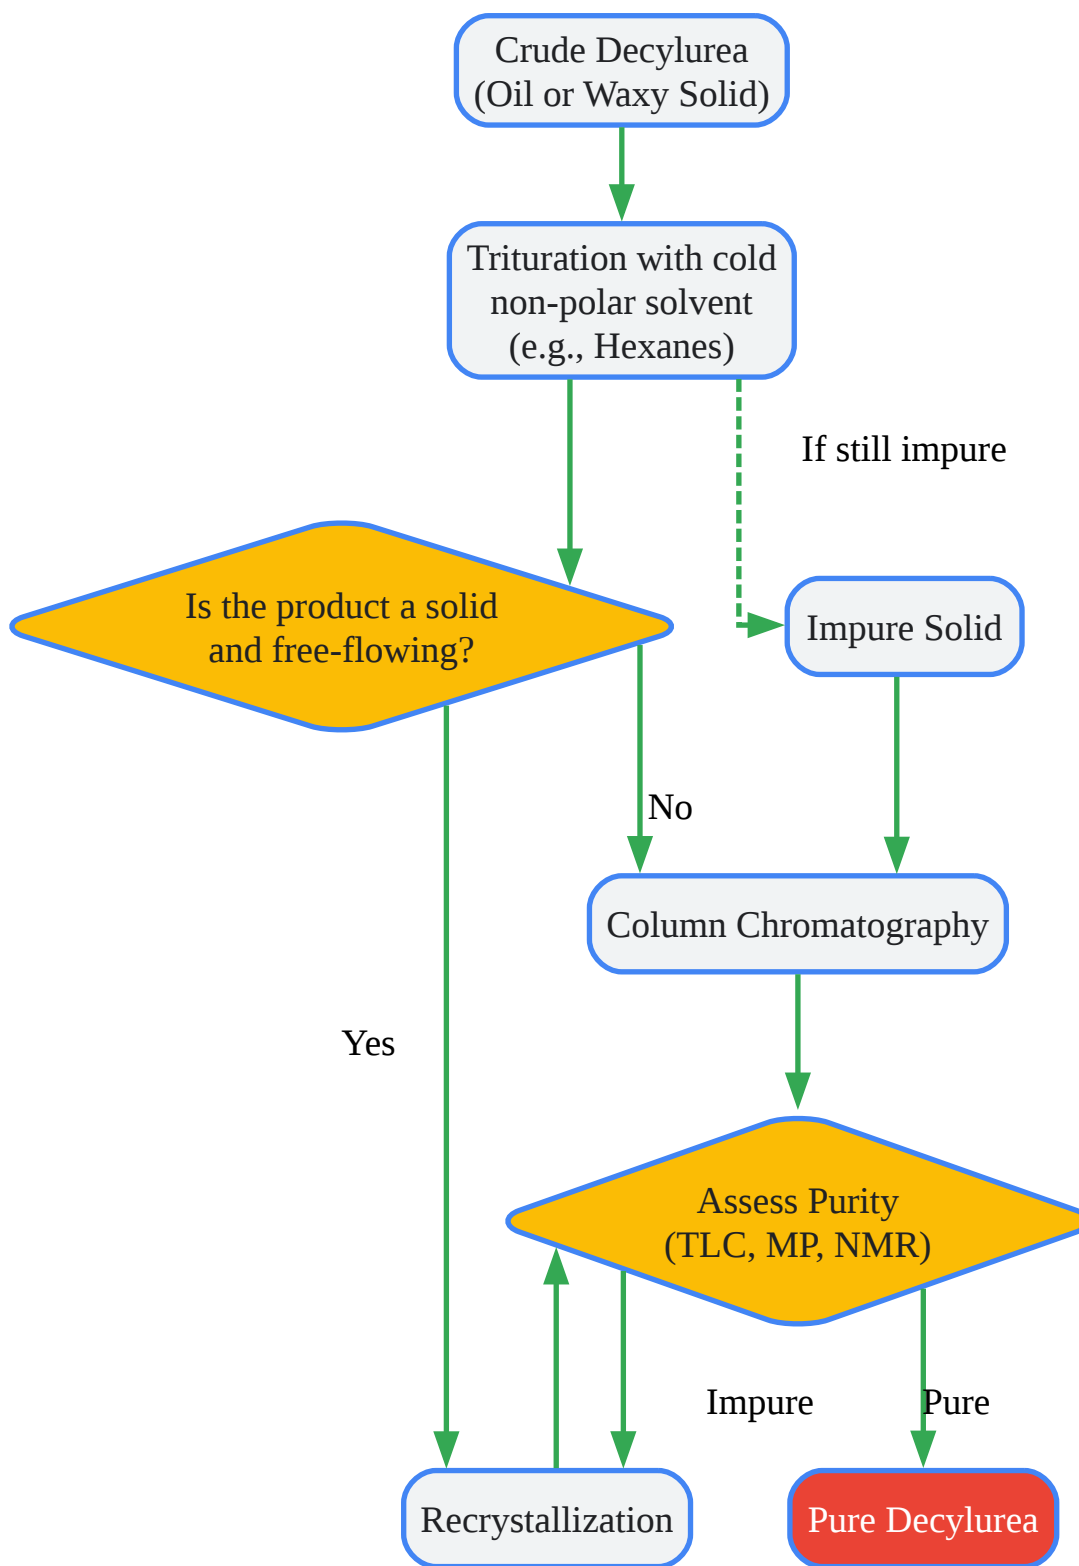 Crude Decylurea
(Oil or Waxy Solid)
Trituration with cold
non-polar solvent
(e.g., Hexanes)
If still impure
Is the product a solid
and free-flowing?
Impure Solid
No
Column Chromatography
Yes
Assess Purity
(TLC, MP, NMR)
Impure
Pure
Recrystallization
Pure Decylurea